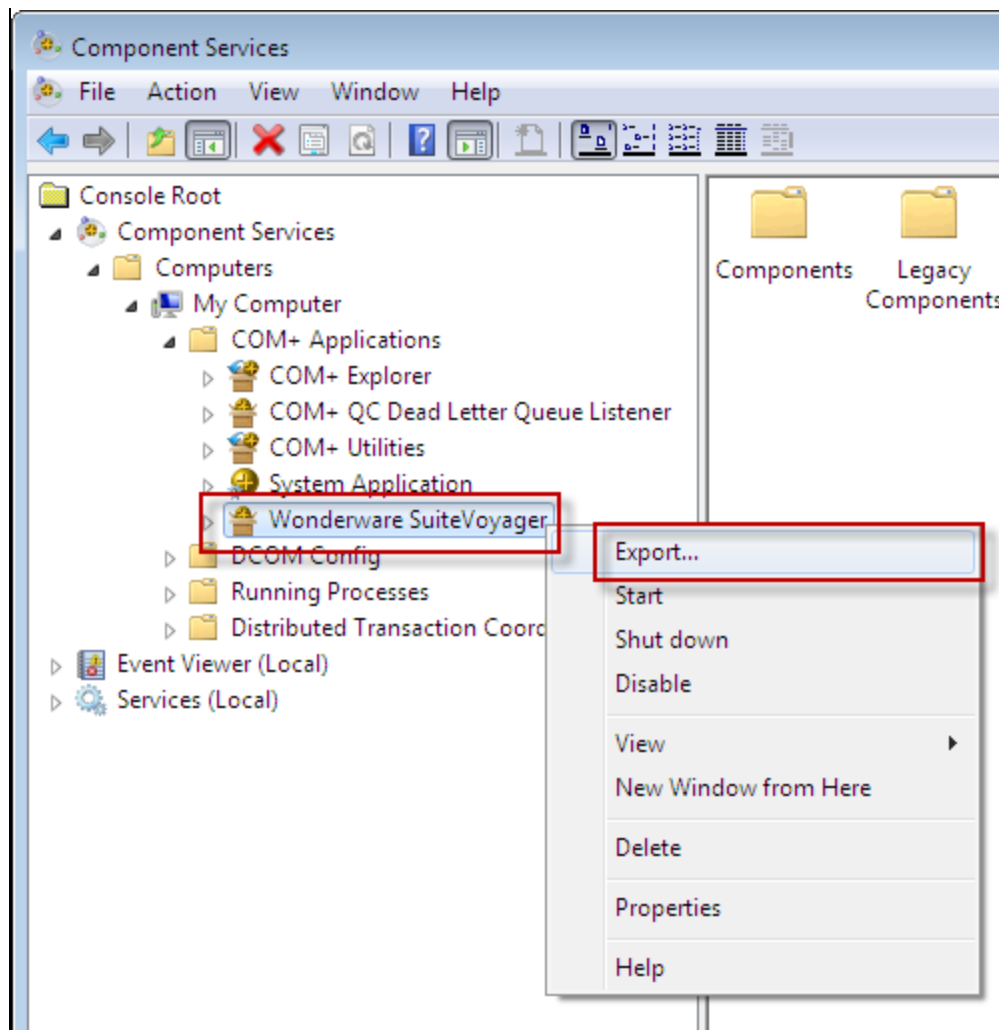 Component Services
File Action View Window Help
Console Root
Component Services
Computers
My Computer
COM+ Applications
COM+ Explorer
COM+ QC Dead Letter Queue Listener
COM+ Utilities
System Application
Wonderware SuiteVoyager
DCOM Config
Running Processes
Distributed Transaction Coord
Event Viewer (Local)
Services (Local)
Components
Legacy
Components
Export...
Start
Shut down
Disable
View
New Window from Here
Delete
Properties
Help